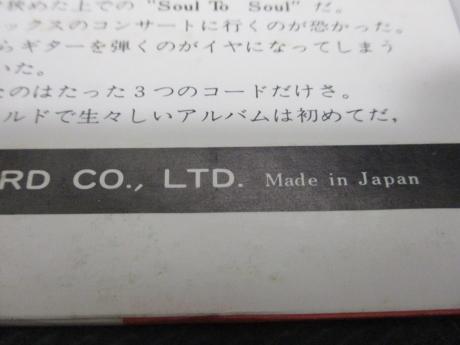 挟めた上での "Soul To Soul" だ。
ックスのコンサートに行くのが恐かった。
らギターを弾くのがイヤになってしまう
いた。
たのはたった3つのコードだけさ。
ルドで生々しいアルバムは初めてだ,
RD CO., LTD. Made in Japan